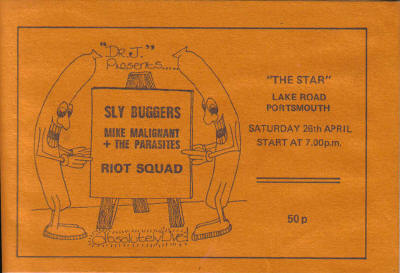 "DR.J."
Presents.....
SLY BUGGERS
MIKE MALIGNANT
+ THE PARASITES
RIOT SQUAD
Absolutely Live!
"THE STAR"
LAKE ROAD
PORTSMOUTH
SATURDAY 26th APRIL
START AT 7.00p.m.
50p